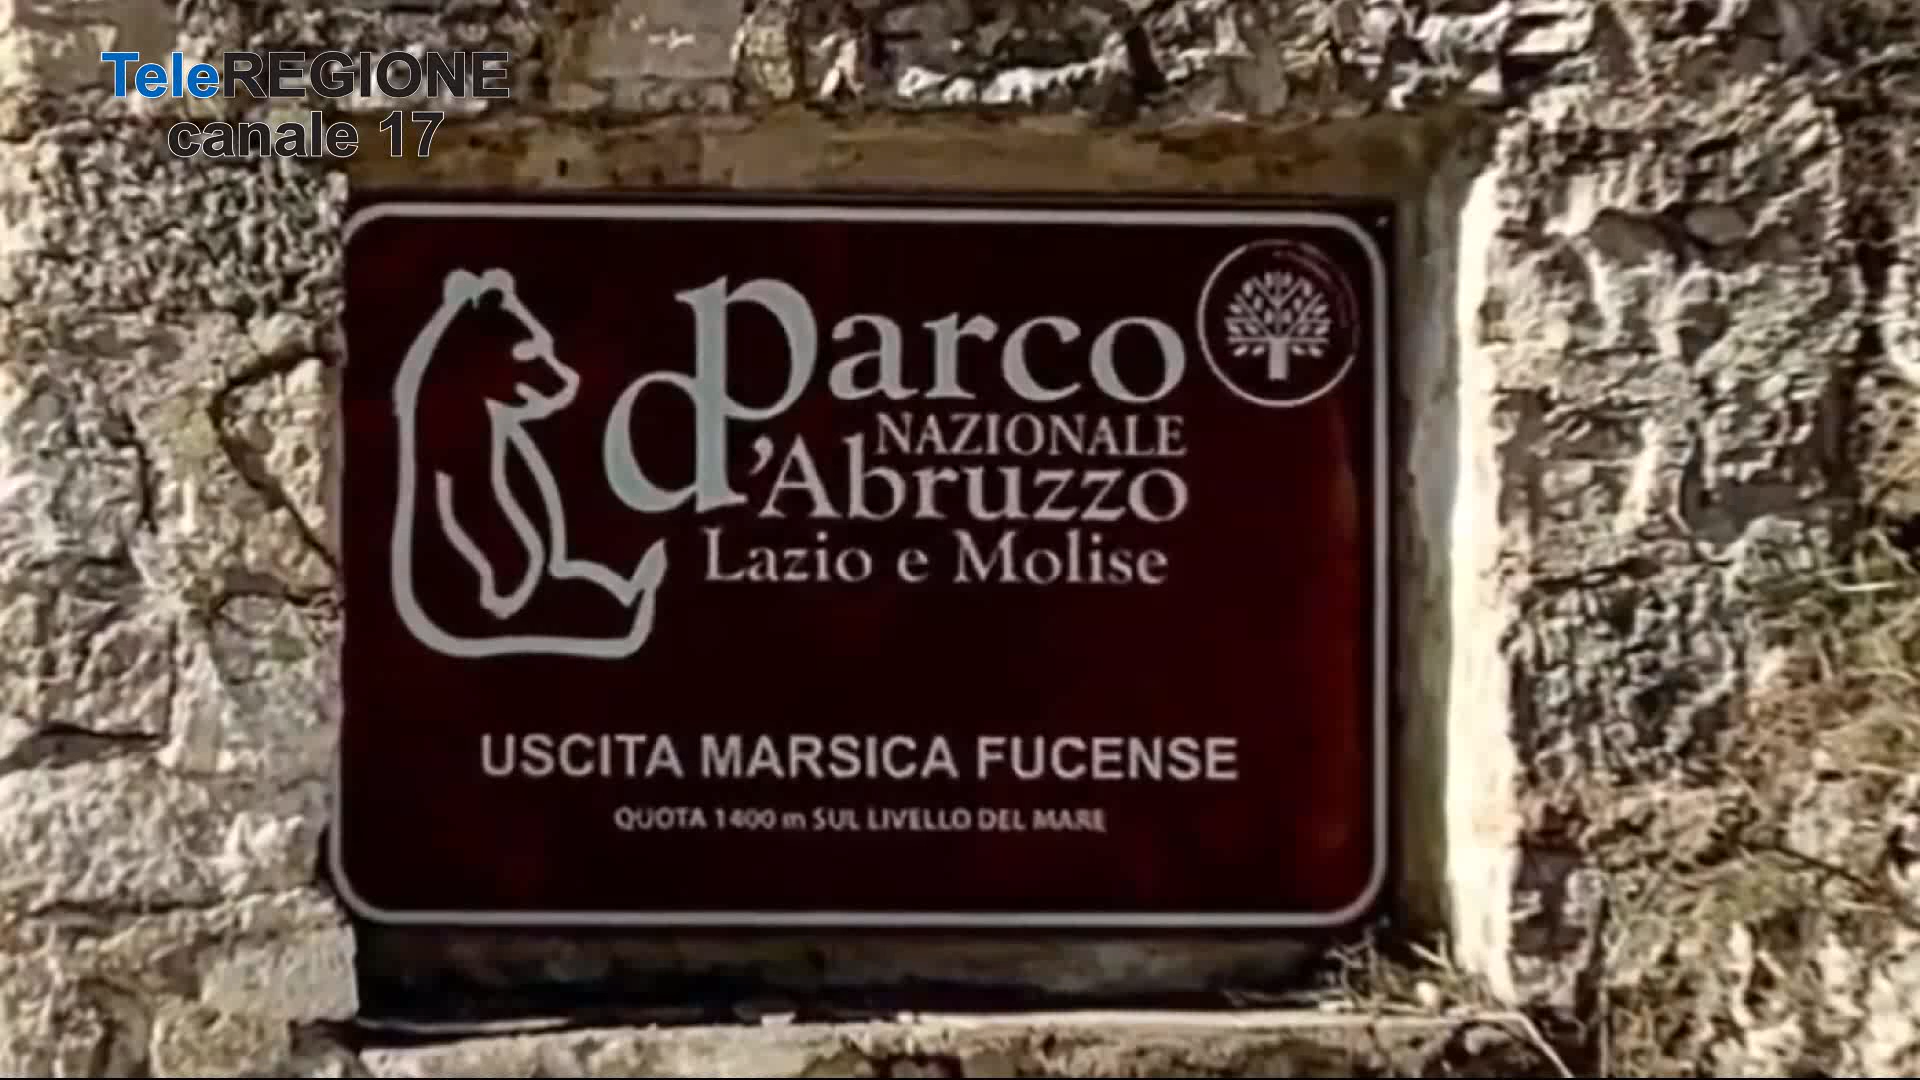 TeleREGIONE
canale 17
Parco
NAZIONALE
d'Abruzzo
Lazio e Molise
USCITA MARSICA FUCENSE
QUOTA 1400 m SUL LIVELLO DEL MARE